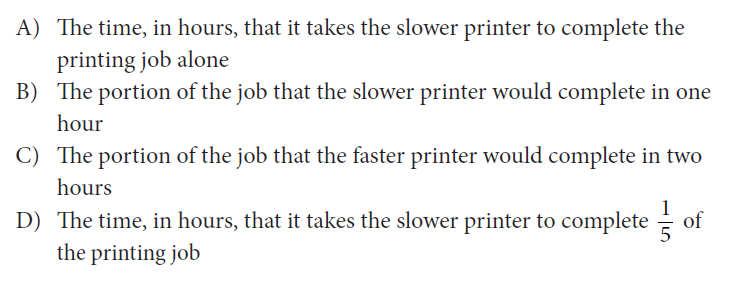 A) The time, in hours, that it takes the slower printer to complete the
printing job alone
B) The portion of the job that the slower printer would complete in one
hour
C) The portion of the job that the faster printer would complete in two
hours
D) The time, in hours, that it takes the slower printer to complete 1/5 of
the printing job